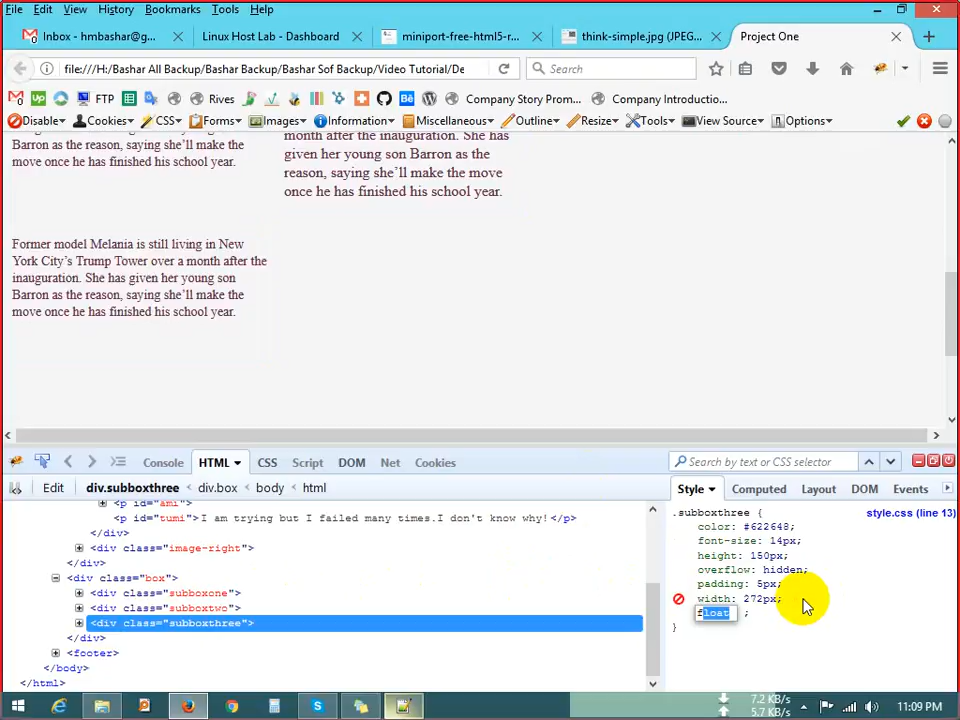 File Edit View History Bookmarks Tools Help
Inbox - hmbashar@g... Linux Host Lab - Dashboard miniport-free-html5-r... think-simple.jpg (JPEG... Project One
file:///H:/Bashar All Backup/Bashar Backup/Bashar Sof Backup/Video Tutorial/De Search
FTP Rives Company Story Prom... Company Introductio...
Disable Cookies CSS Forms Images Information Miscellaneous Outline Resize Tools View Source Options
Barron as the reason, saying she'll make the
move once he has finished his school year.
month after the inauguration. She has
given her young son Barron as the
reason, saying she'll make the move
once he has finished his school year.
Former model Melania is still living in New
York City's Trump Tower over a month after the
inauguration. She has given her young son
Barron as the reason, saying she'll make the
move once he has finished his school year.
Console HTML CSS Script DOM Net Cookies Search by text or CSS selector
Edit div.subboxthree < div.box < body < html
Style Computed Layout DOM Events
<p id="ami">
<p id="tumi">I am trying but I failed many times.I don't know why!</p>
</div>
<div class="image-right">
</div>
<div class="box">
<div class="subboxone">
<div class="subboxtwo">
<div class="subboxthree">
</div>
<footer>
</body>
</html>
.subboxthree { style.css (line 13)
color: #622648;
font-size: 14px;
height: 150px;
overflow: hidden;
padding: 5px;
width: 272px;
float ;
}
7.2 KB/s
5.7 KB/s
11:09 PM